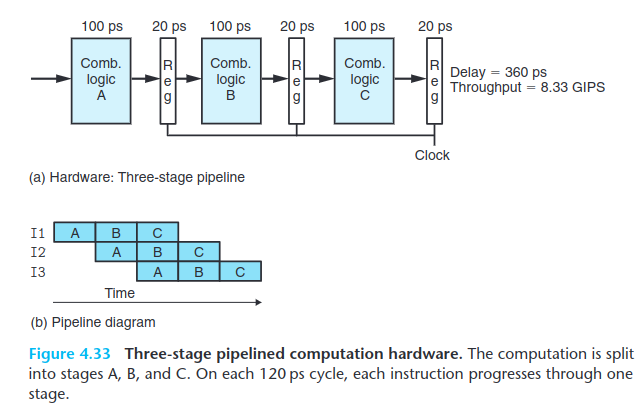 100 ps 20 ps 100 ps 20 ps 100 ps 20 ps
Comb. logic A
Reg
Comb. logic B
Reg
Comb. logic C
Reg
Delay = 360 ps
Throughput = 8.33 GIPS
Clock
(a) Hardware: Three-stage pipeline
I1 A B C
I2 A B C
I3 A B C
Time
(b) Pipeline diagram
Figure 4.33 Three-stage pipelined computation hardware. The computation is split
into stages A, B, and C. On each 120 ps cycle, each instruction progresses through one
stage.